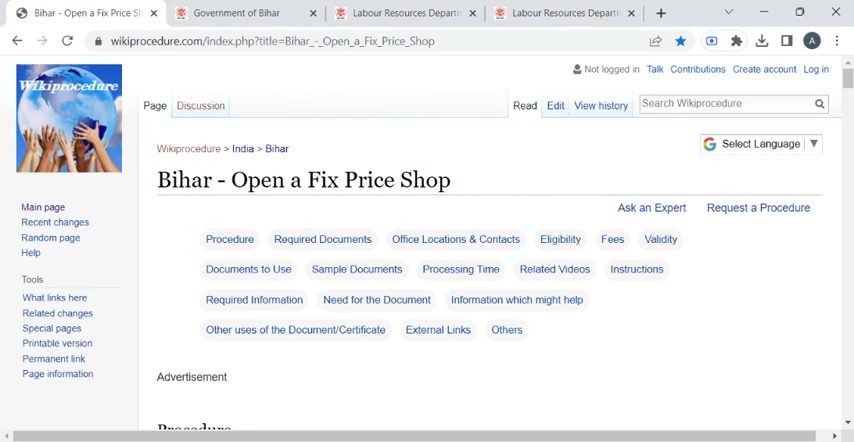 Bihar - Open a Fix Price Sh
Government of Bihar
Labour Resources Departm
Labour Resources Departm
wikiprocedure.com/index.php?title=Bihar_-_Open_a_Fix_Price_Shop
A
Wikiprocedure
Not logged in Talk Contributions Create account Log in
Page Discussion Read Edit View history Search Wikiprocedure
Wikiprocedure > India > Bihar
G Select Language ▼
Bihar - Open a Fix Price Shop
Ask an Expert Request a Procedure
Main page
Recent changes
Random page
Help
Tools
What links here
Related changes
Special pages
Printable version
Permanent link
Page information
Procedure Required Documents Office Locations & Contacts Eligibility Fees Validity
Documents to Use Sample Documents Processing Time Related Videos Instructions
Required Information Need for the Document Information which might help
Other uses of the Document/Certificate External Links Others
Advertisement
Procedure